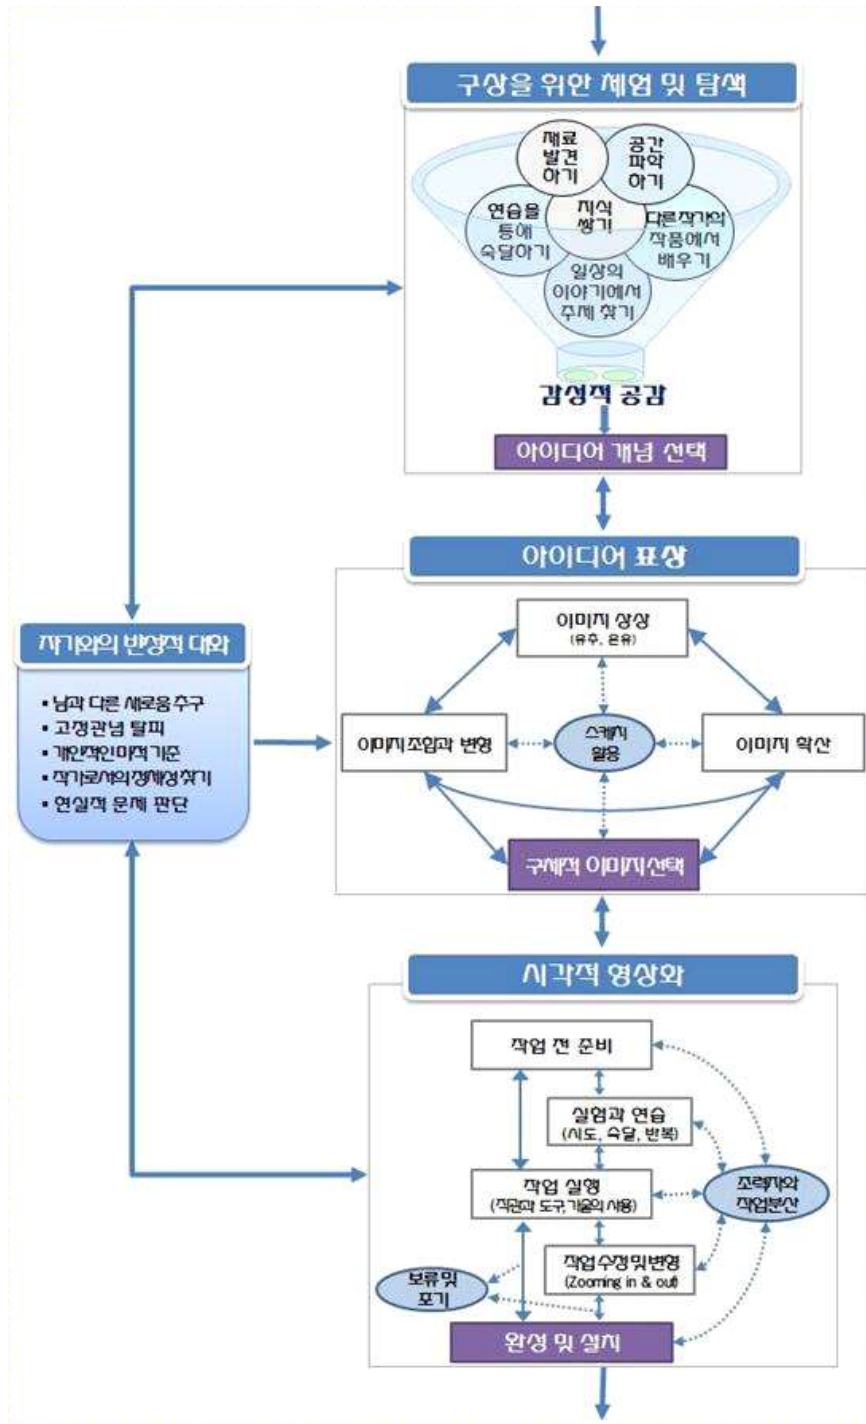 구상을 위한 체험 및 탐색
재료
발견
하기
공간
파악
하기
연습을
통해
숙달하기
지식
쌓기
다른작가의
작품에서
배우기
일상의
이야기에서
주제 찾기
감성적 공감
아이디어 개념 선택
아이디어 표상
이미지 상상
(유추, 은유)
이미지조합과 변형
스케치
활용
이미지 확산
구체적 이미지 선택
자기와의 반성적 대화
▪ 남과 다른 새로움 추구
▪ 고정관념 탈피
▪ 개인적인 미적 기준
▪ 작가로서의 정체성 찾기
▪ 현실적 문제 판단
시각적 형상화
작업 전 준비
실험과 연습
(시도, 숙달, 반복)
작업 실행
(직관과 도구,기술의 사용)
조력자와
작업분산
작업 수정 및 변형
(Zooming in & out)
보류 및
포기
완성 및 설치